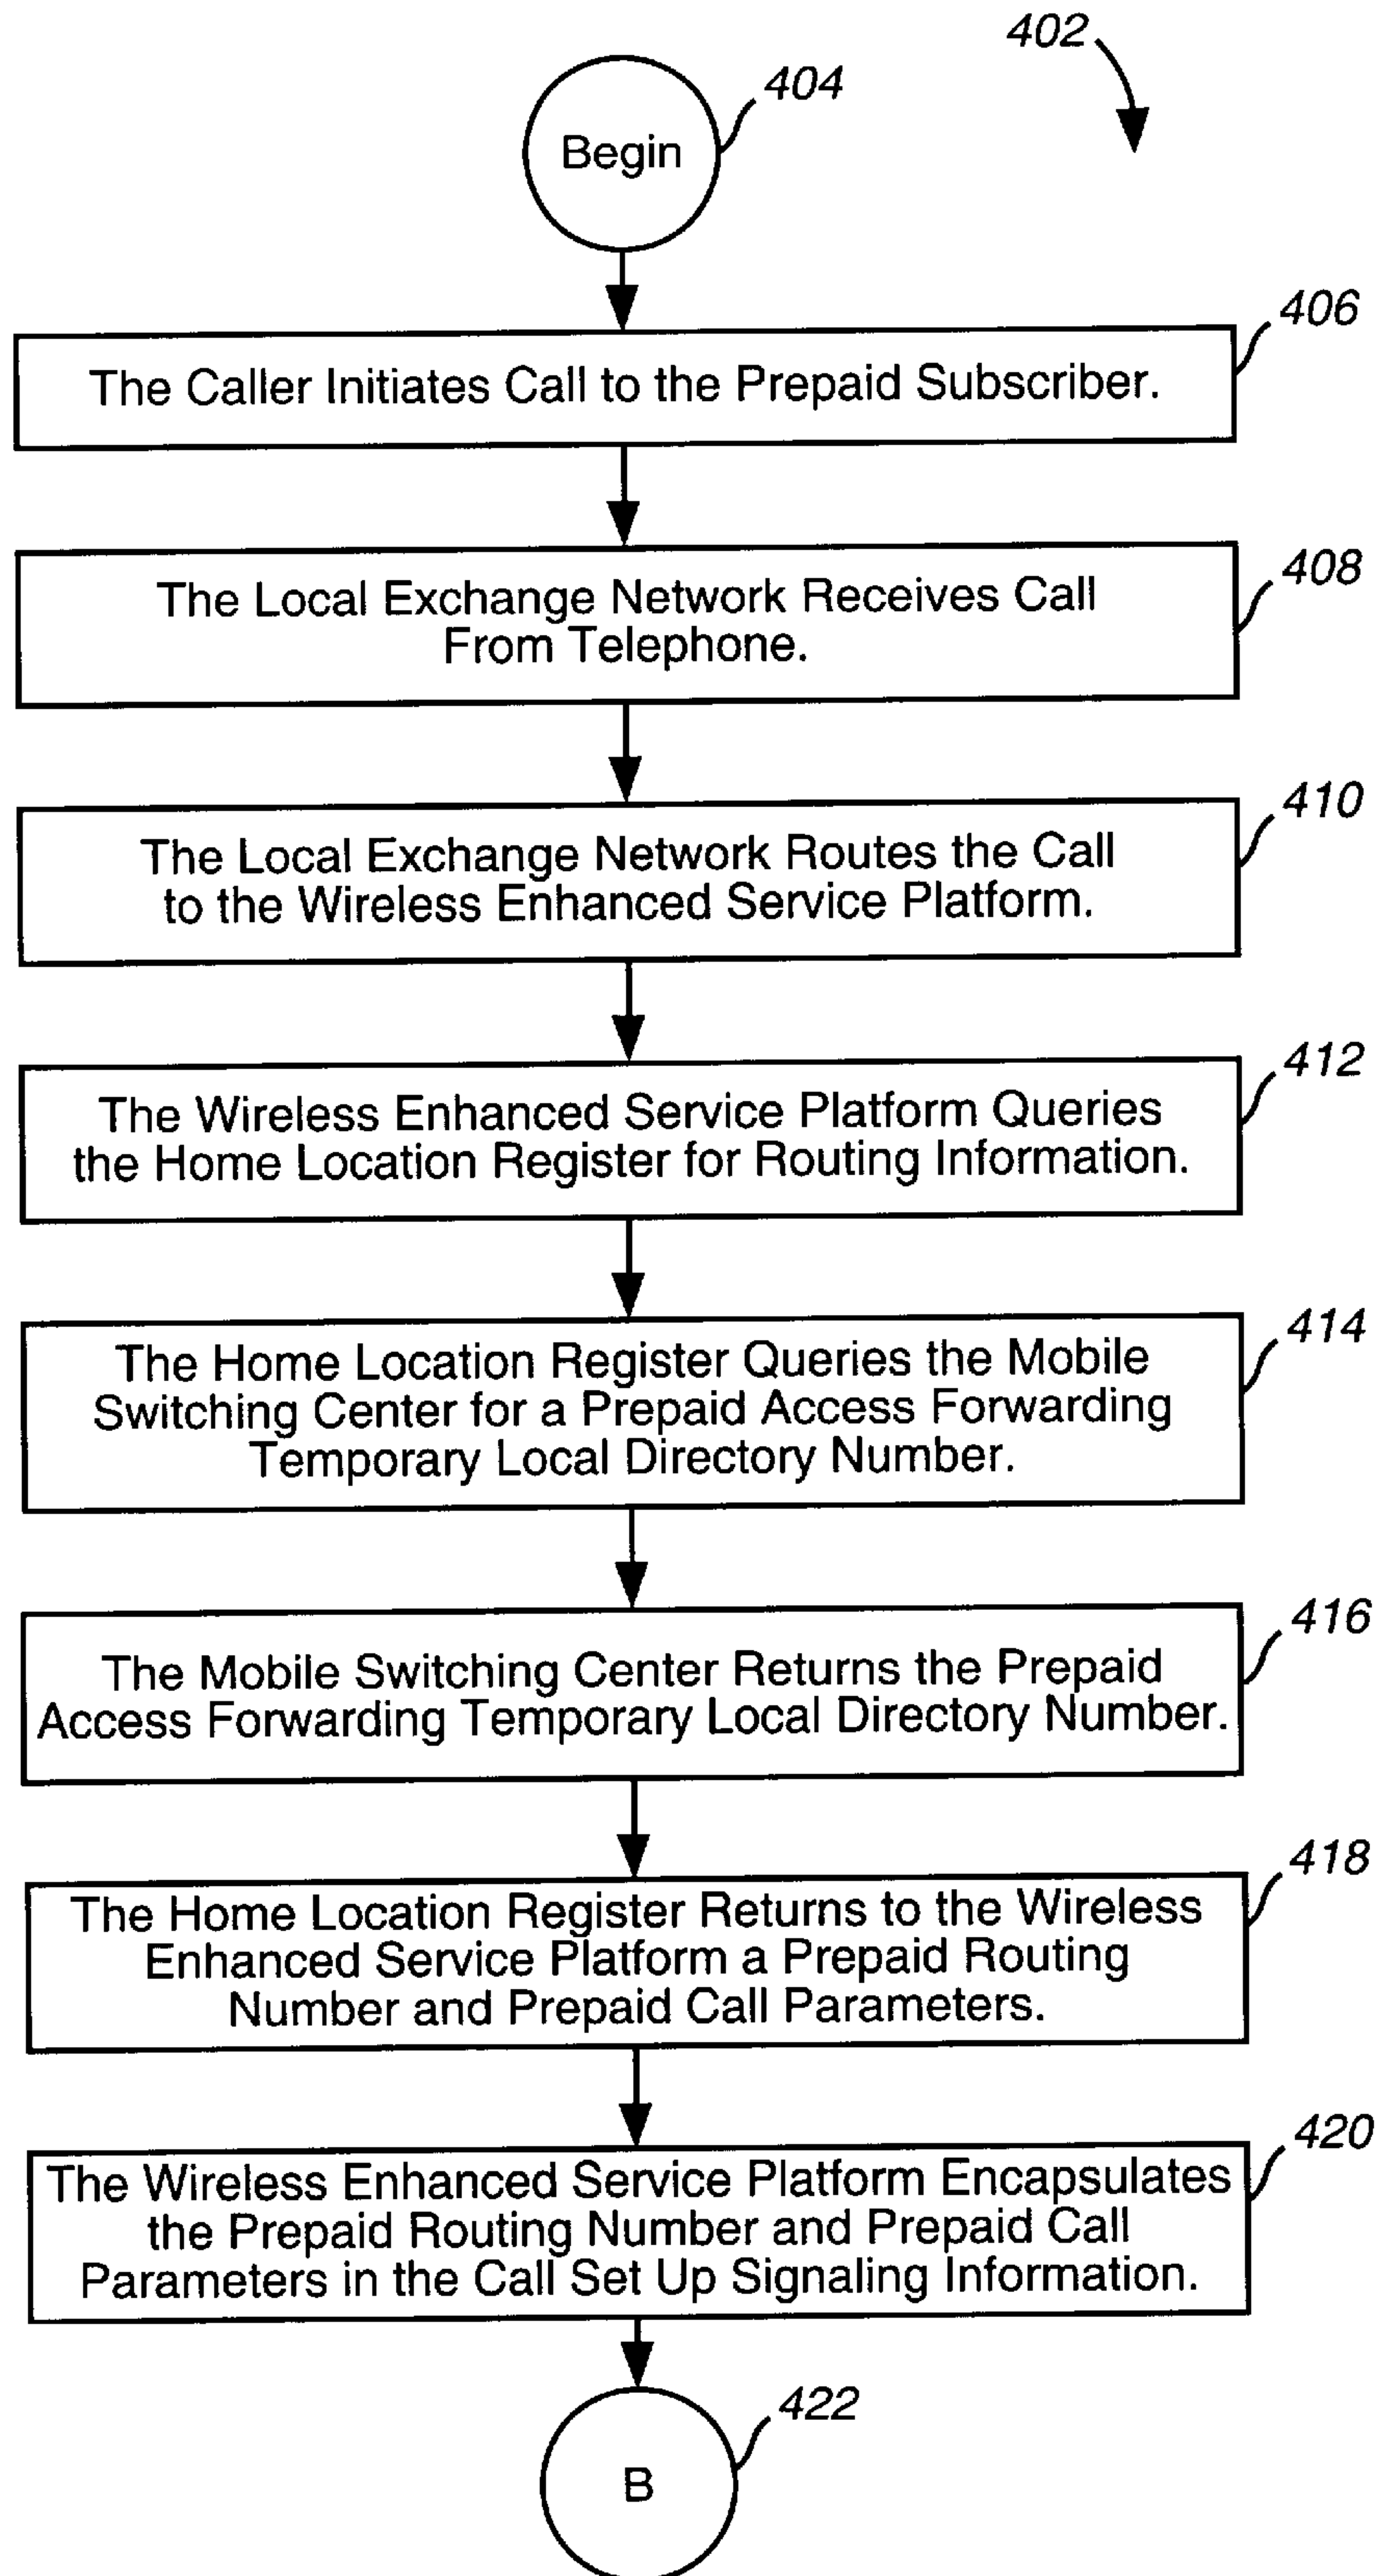 402
404
Begin
406
The Caller Initiates Call to the Prepaid Subscriber.
408
The Local Exchange Network Receives Call
From Telephone.
410
The Local Exchange Network Routes the Call
to the Wireless Enhanced Service Platform.
412
The Wireless Enhanced Service Platform Queries
the Home Location Register for Routing Information.
414
The Home Location Register Queries the Mobile
Switching Center for a Prepaid Access Forwarding
Temporary Local Directory Number.
416
The Mobile Switching Center Returns the Prepaid
Access Forwarding Temporary Local Directory Number.
418
The Home Location Register Returns to the Wireless
Enhanced Service Platform a Prepaid Routing
Number and Prepaid Call Parameters.
420
The Wireless Enhanced Service Platform Encapsulates
the Prepaid Routing Number and Prepaid Call
Parameters in the Call Set Up Signaling Information.
422
B